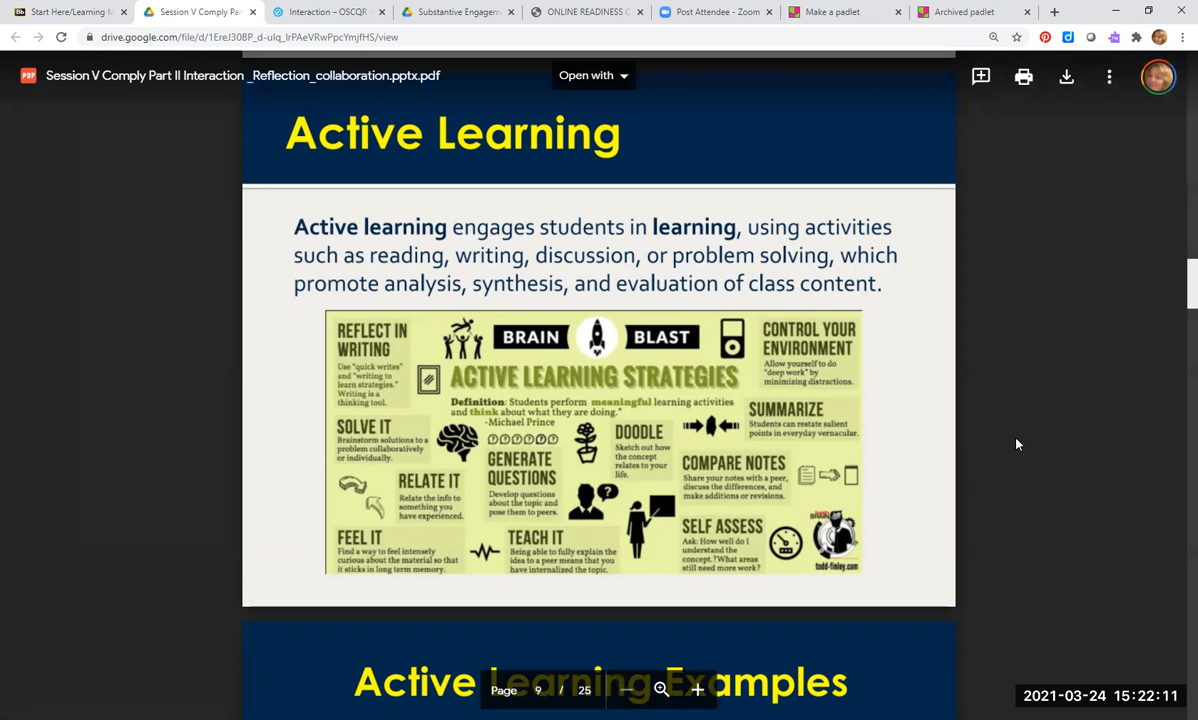 Start Here/Learning M
Session V Comply Part
Interaction – OSCQR
Substantive Engagem
ONLINE READINESS C
Post Attendee - Zoom
Make a padlet
Archived padlet
drive.google.com/file/d/1EreJ30BP_d-ulq_IrPAeVRwPpcYmjfHS/view
PDF
Session V Comply Part II Interaction _Reflection_collaboration.pptx.pdf
Open with
Active Learning
Active learning engages students in learning, using activities
such as reading, writing, discussion, or problem solving, which
promote analysis, synthesis, and evaluation of class content.
BRAIN BLAST
ACTIVE LEARNING STRATEGIES
Definition: Students perform meaningful learning activities
and think about what they are doing."
-Michael Prince
REFLECT IN
WRITING
Use "quick writes"
and "writing to
learn strategies."
Writing is a
thinking tool.
CONTROL YOUR
ENVIRONMENT
Allow yourself to do
"deep work" by
minimizing distractions.
SOLVE IT
Brainstorm solutions to a
problem collaboratively
or individually.
GENERATE
QUESTIONS
Develop questions
about the topic and
pose them to peers.
DOODLE
Sketch out how
the concept
relates to your
life.
SUMMARIZE
Students can restate salient
points in everyday vernacular.
RELATE IT
Relate the info to
something you
have experienced.
COMPARE NOTES
Share your notes with a peer,
discuss the differences, and
make additions or revisions.
FEEL IT
Find a way to feel intensely
curious about the material so that
it sticks in long term memory.
TEACH IT
Being able to fully explain the
idea to a peer means that you
have internalized the topic.
SELF ASSESS
Ask: How well do I
understand the
concept? What areas
still need more work?
todd-finley.com
Active Learning Examples
Page 9 / 25
2021-03-24 15:22:11